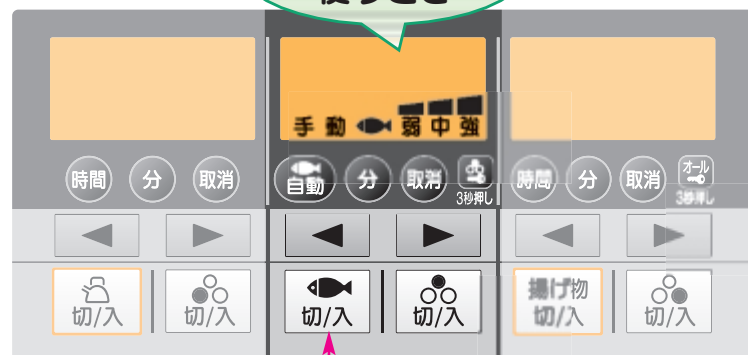 使うとき
手動 弱中強
時間 分 取消
自動 分 取消
3秒押し
時間 分 取消 オール
3秒押し
切/入 切/入 切/入 切/入 揚げ物 切/入 切/入